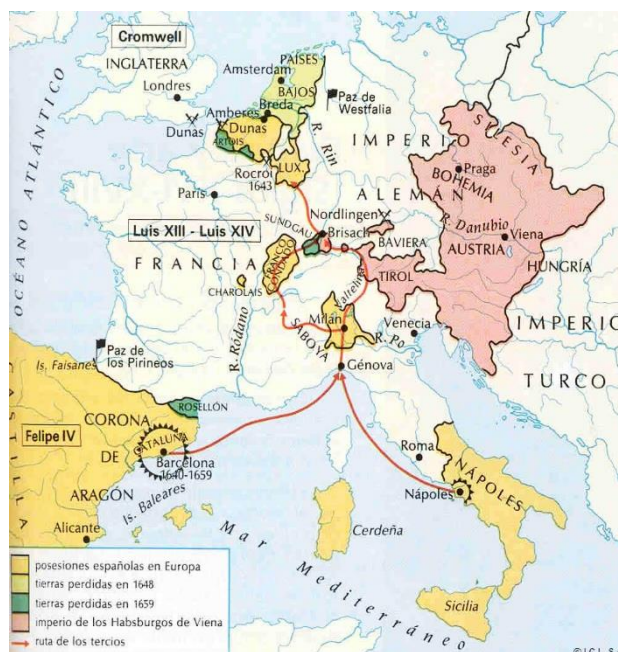 Cromwell
INGLATERRA
Londres
OCÉANO ATLÁNTICO
PAÍSES
BAJOS
Amsterdam
Breda
Amberes
Dunas
Dunas
ARTOIS
LUX.
Rocroi
1643
R. Rin
Paz de
Westfalia
IMPERIO
ALEMÁN
SILESIA
Praga
BOHEMIA
R. Danubio
Viena
AUSTRIA
HUNGRÍA
Nordlingen
BAVIERA
TIROL
París
Luis XIII - Luis XIV
FRANCIA
SUNDGAU
Brisach
FRANCO
CONDADO
CHAROLAIS
Valtelina
Milán
SABOYA
R. Ródano
Venecia
R. Po
Génova
IMPERIO
TURCO
Is. Faisanes
Paz de
los Pirineos
ROSELLÓN
Felipe IV
CASTILLA
CORONA
DE
ARAGÓN
CATALUÑA
Barcelona
1640-1659
Is. Baleares
Alicante
Roma
NÁPOLES
Nápoles
Cerdeña
Sicilia
Mar Mediterráneo
posesiones españolas en Europa
tierras perdidas en 1648
tierras perdidas en 1659
imperio de los Habsburgos de Viena
ruta de los tercios